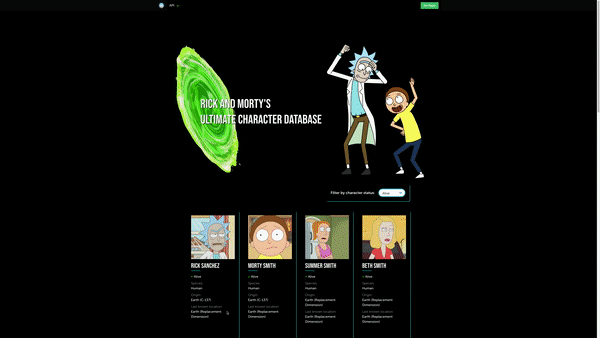 API
RICK AND MORTY'S
ULTIMATE CHARACTER DATABASE
Filter by character status:
Alive
RICK SANCHEZ
Alive
Species:
Human
Origin:
Earth (C-137)
Last known location:
Earth (Replacement
Dimension)
MORTY SMITH
Alive
Species:
Human
Origin:
Last known location:
Earth (Replacement
Dimension)
SUMMER SMITH
Alive
Species:
Human
Origin:
Earth (Replacement
Dimension)
Last known location:
Earth (Replacement
Dimension)
BETH SMITH
Alive
Species:
Human
Origin:
Earth (Replacement
Dimension)
Last known location:
Earth (Replacement
Dimension)